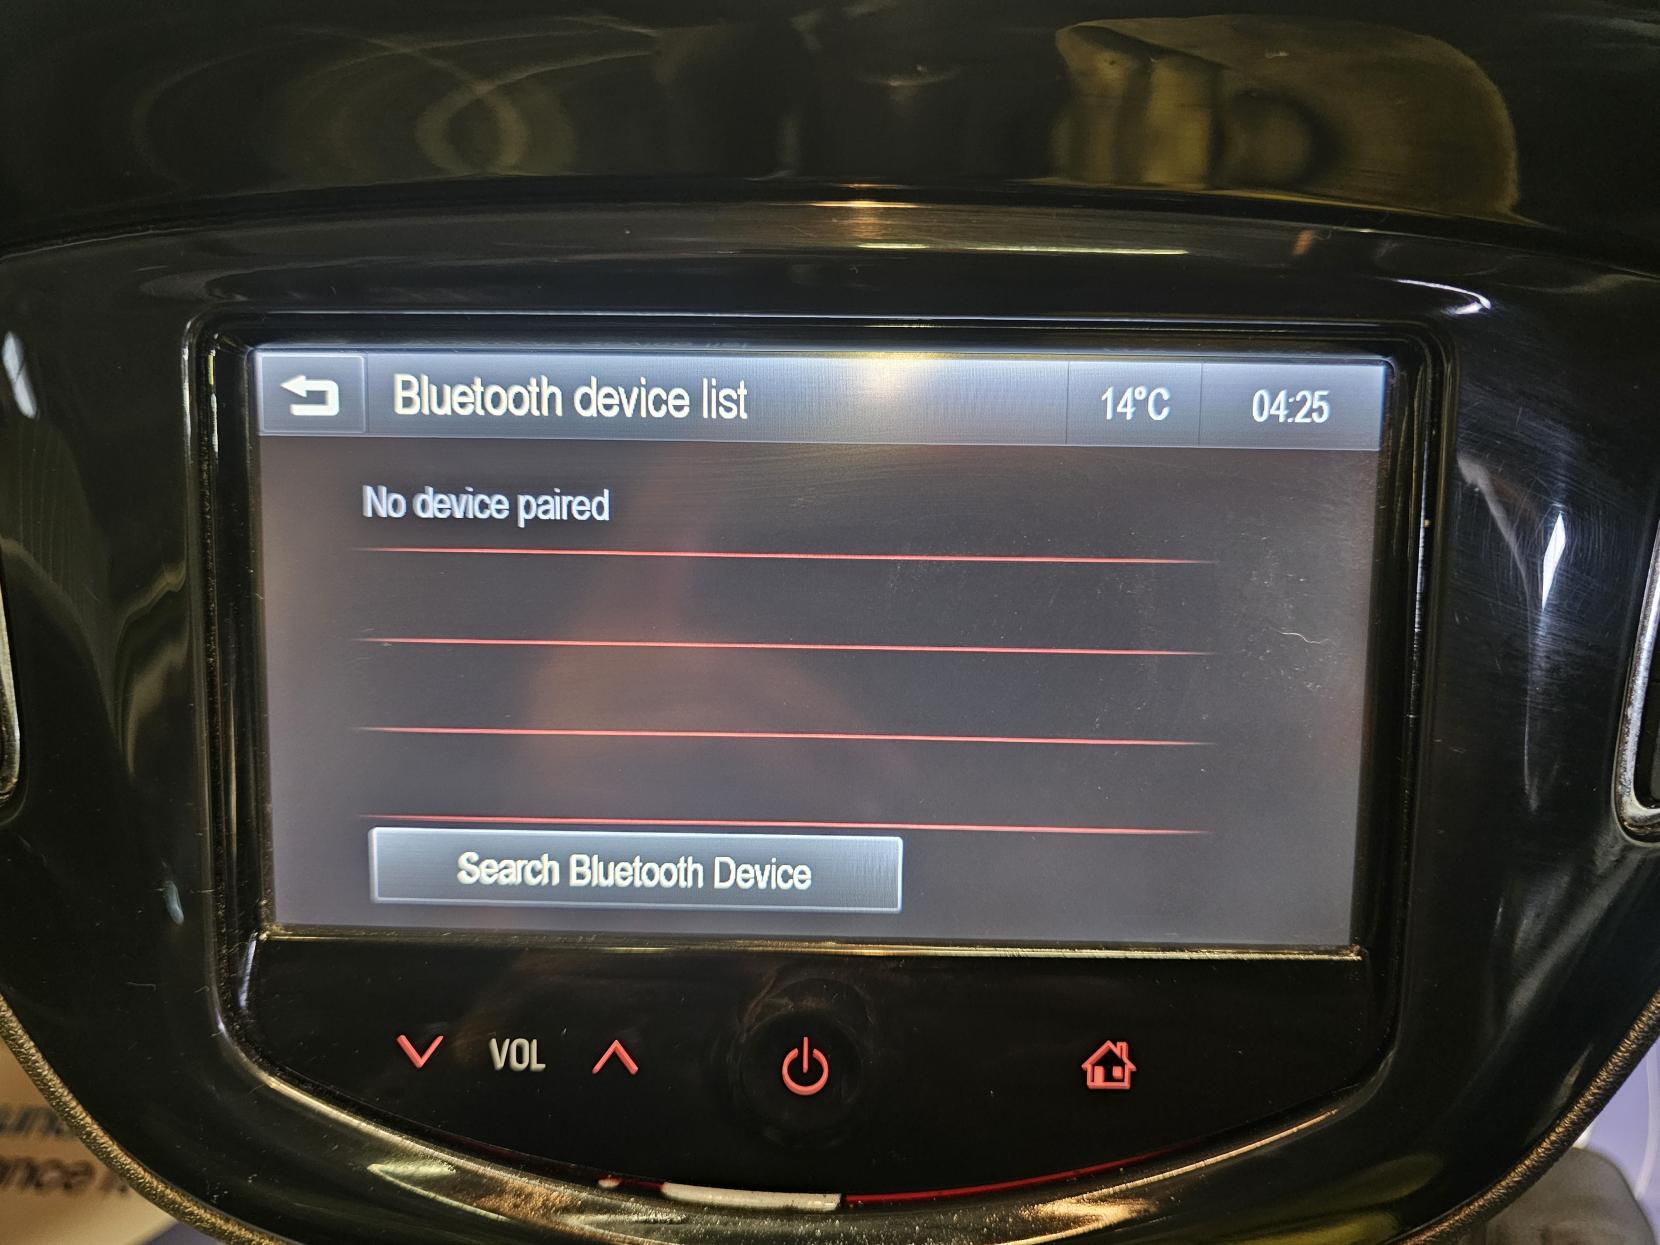 Bluetooth device list
14°C
04:25
No device paired
Search Bluetooth Device
VOL